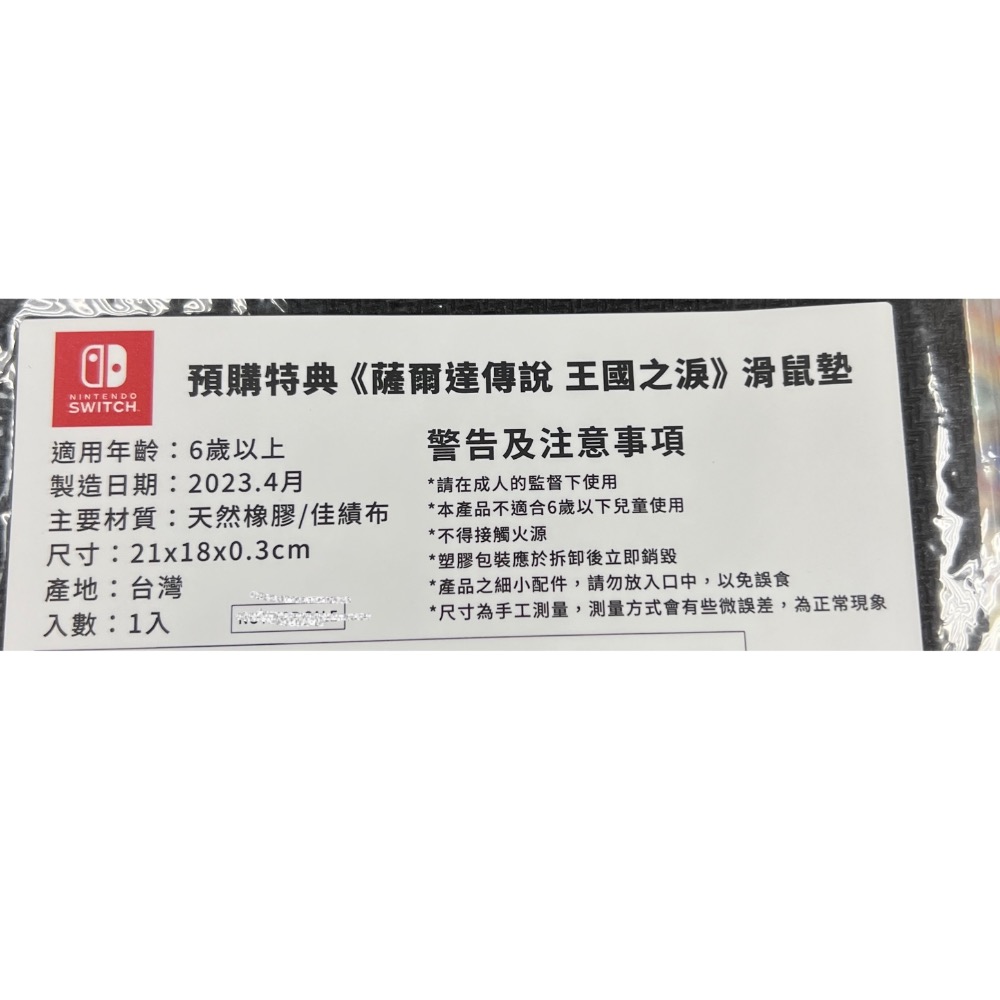 NINTENDO
SWITCH
預購特典《薩爾達傳說 王國之淚》滑鼠墊
適用年齡：6歲以上
製造日期：2023.4月
主要材質：天然橡膠/佳績布
尺寸：21x18x0.3cm
產地：台灣
入數：1入
警告及注意事項
*請在成人的監督下使用
*本產品不適合6歲以下兒童使用
*不得接觸火源
*塑膠包裝應於拆卸後立即銷毀
*產品之細小配件，請勿放入口中，以免誤食
*尺寸為手工測量，測量方式會有些微誤差，為正常現象